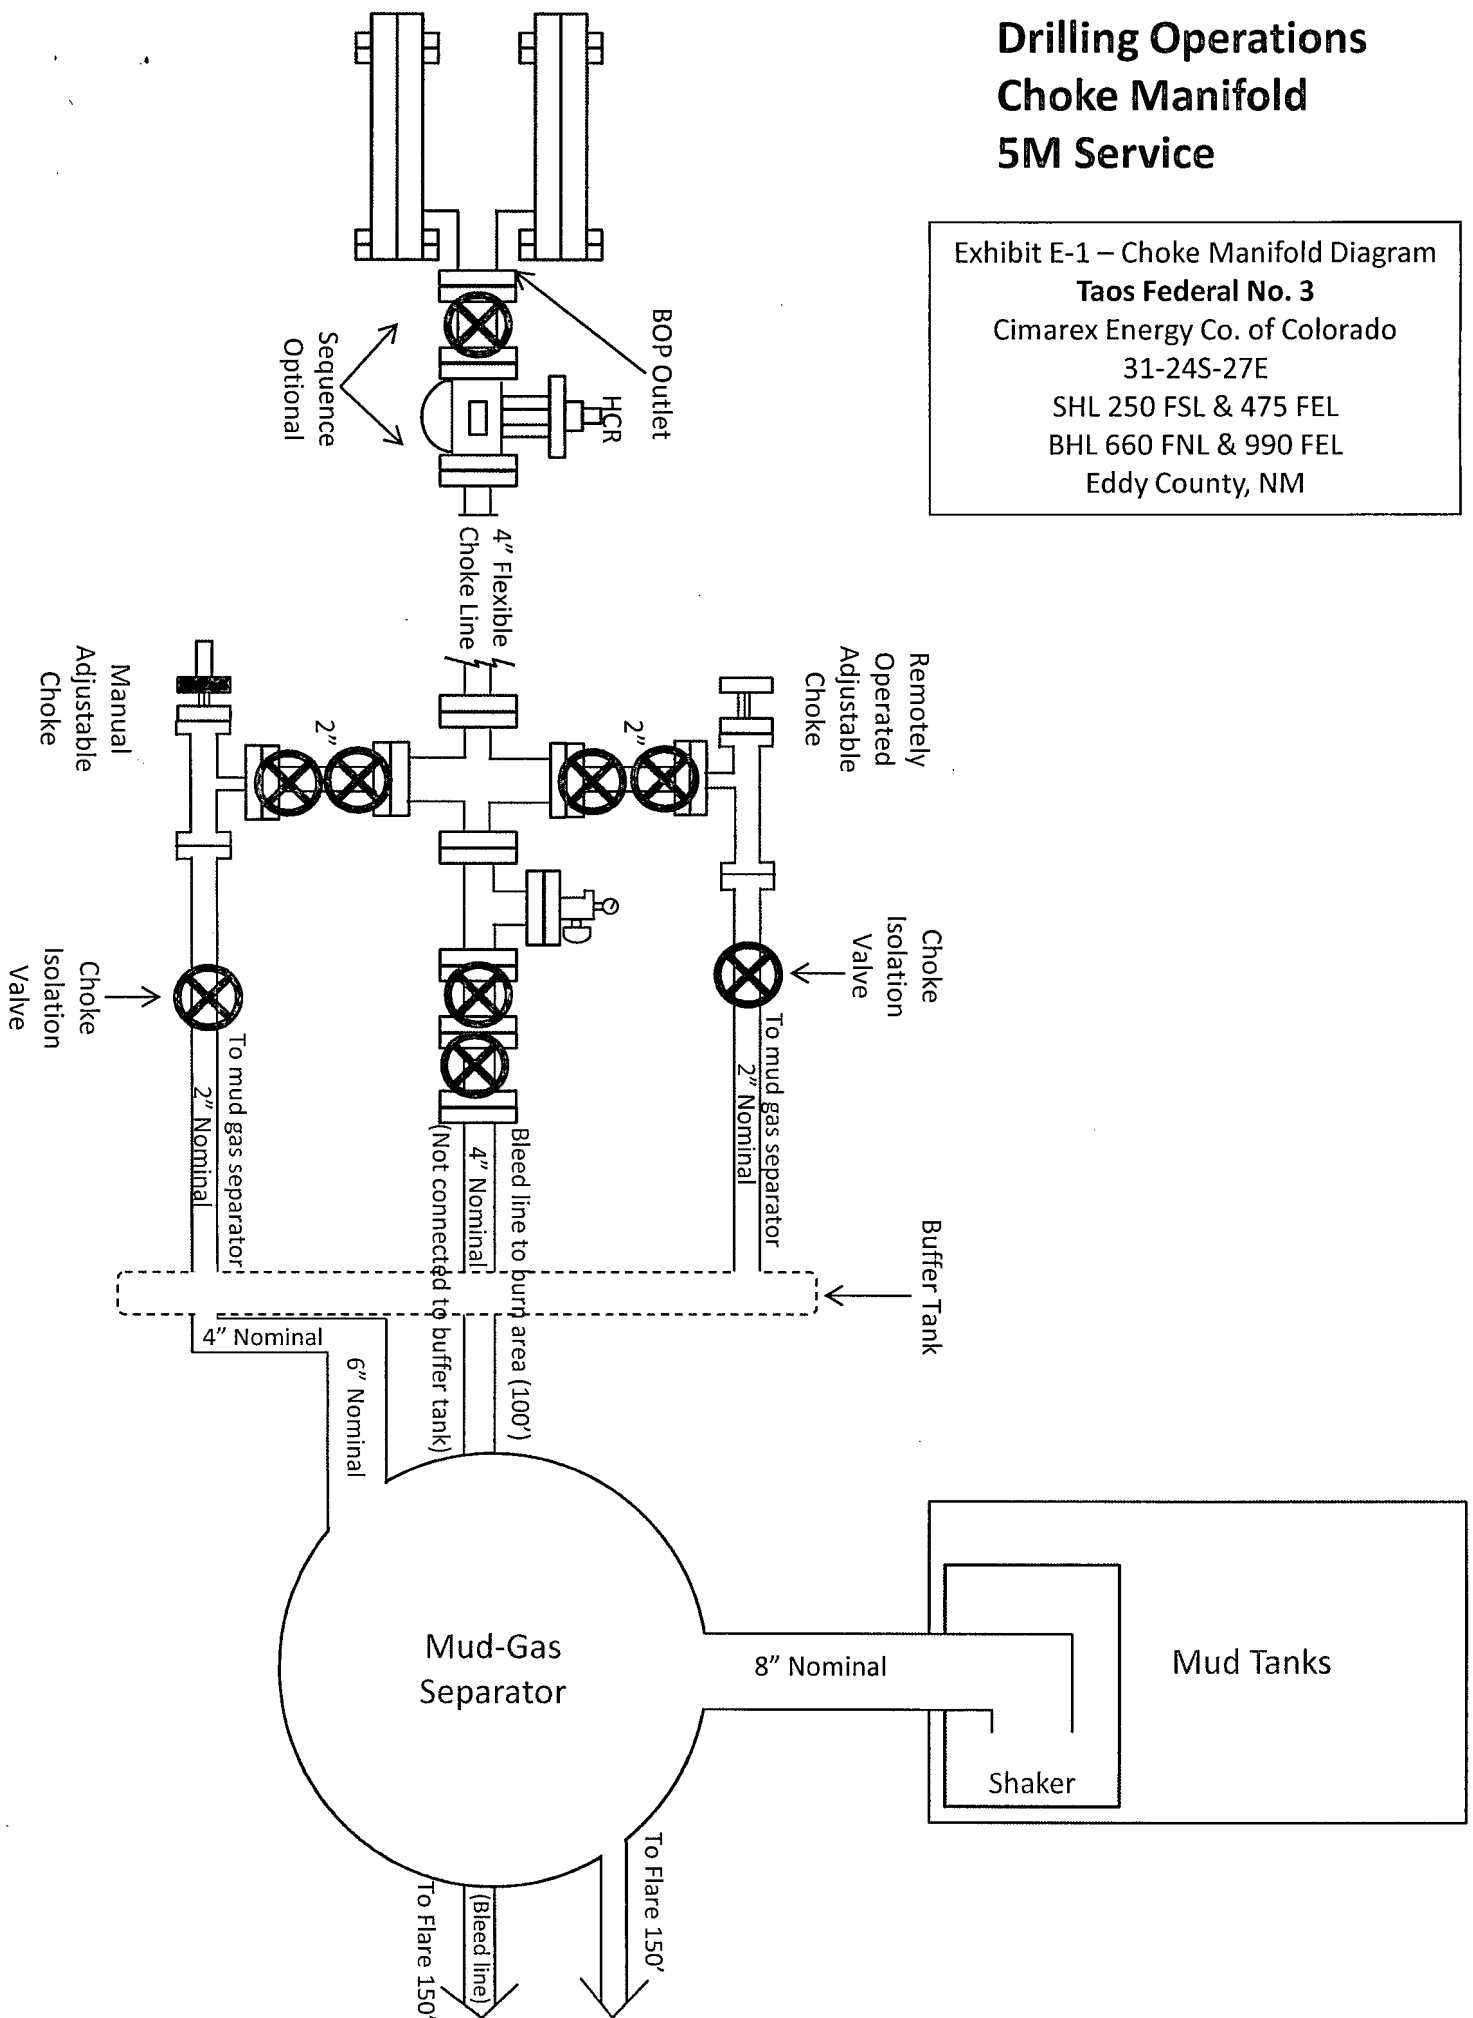 Drilling Operations
Choke Manifold
5M Service
Exhibit E-1 – Choke Manifold Diagram
Taos Federal No. 3
Cimarex Energy Co. of Colorado
31-24S-27E
SHL 250 FSL & 475 FEL
BHL 660 FNL & 990 FEL
Eddy County, NM
BOP Outlet
HCR
Sequence
Optional
4" Flexible
Choke Line
Remotely
Operated
Adjustable
Choke
Manual
Adjustable
Choke
2"
2"
Choke
Isolation
Valve
Choke
Isolation
Valve
To mud gas separator
2" Nominal
To mud gas separator
2" Nominal
Bleed line to burn area (100')
4" Nominal
(Not connected to buffer tank)
Buffer Tank
4" Nominal
6" Nominal
Mud-Gas
Separator
8" Nominal
Mud Tanks
Shaker
To Flare 150'
(Bleed line)
To Flare 150'